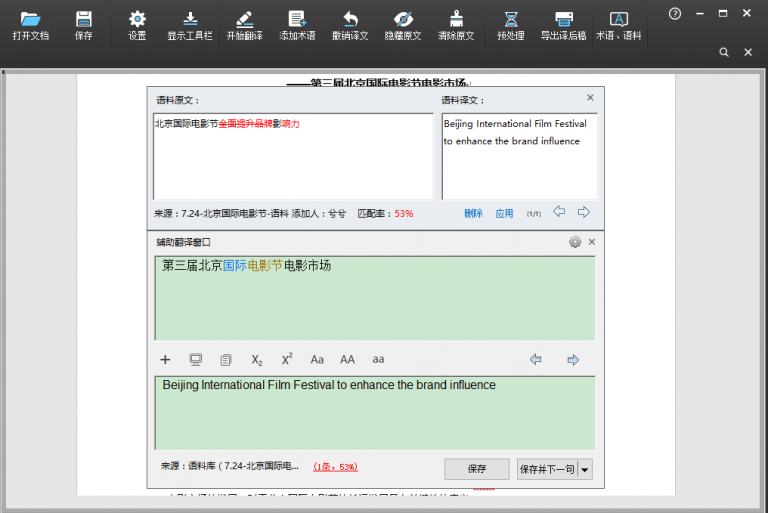 打开文档 保存 设置 显示工具栏 开始翻译 添加术语 撤销译文 隐藏原文 清除原文 预处理 导出译后稿 术语、语料
——第三届北京国际电影节电影市场
语料原文： 语料译文：
北京国际电影节全面提升品牌影响力
Beijing International Film Festival
to enhance the brand influence
来源：7.24-北京国际电影节-语料 添加人：兮兮 匹配率：53% 删除 应用 (1/1)
辅助翻译窗口
第三届北京国际电影节电影市场
X₂ X² Aa AA aa
Beijing International Film Festival to enhance the brand influence
来源：语料库（7.24-北京国际电... (1条，53%) 保存 保存并下一句